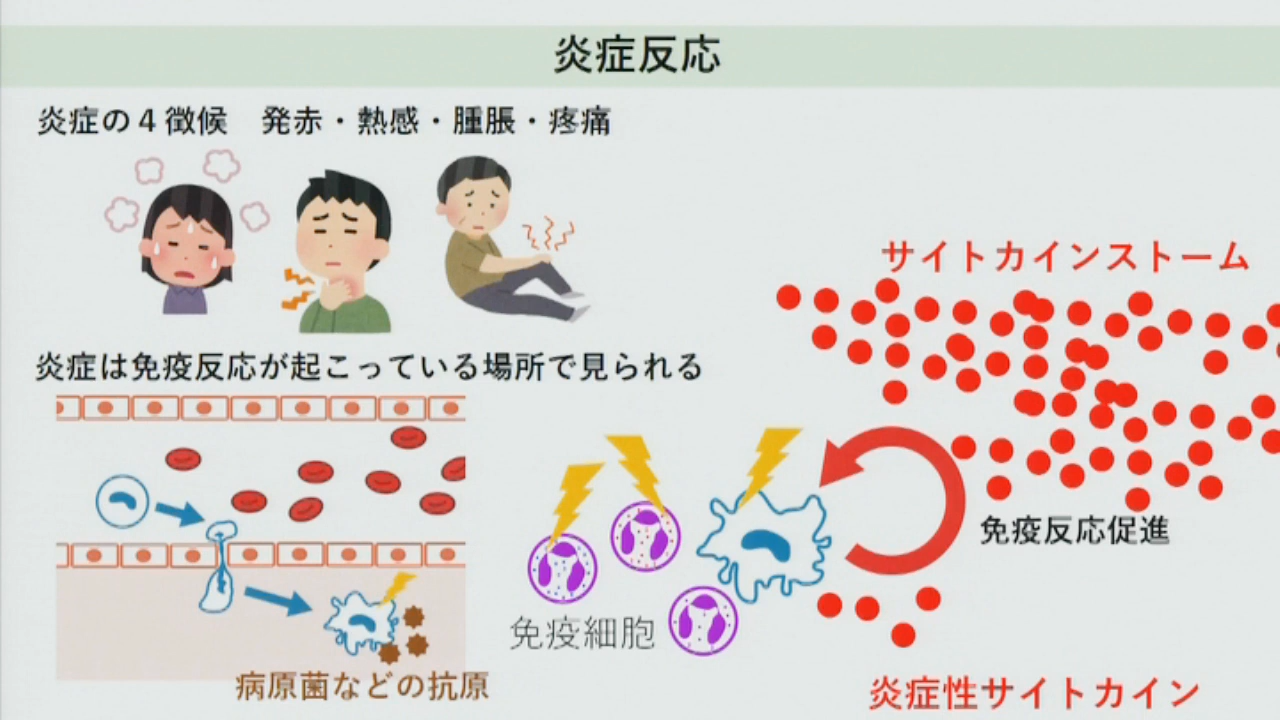 炎症反応
炎症の4徴候　発赤・熱感・腫脹・疼痛
サイトカインストーム
炎症は免疫反応が起こっている場所で見られる
免疫反応促進
免疫細胞
病原菌などの抗原
炎症性サイトカイン